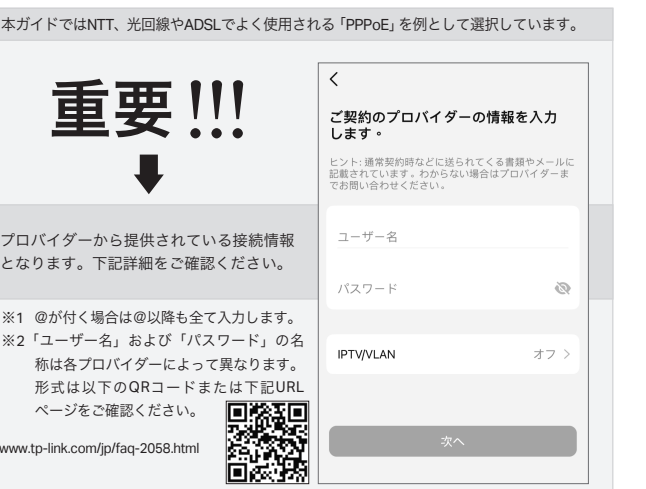 本ガイドではNTT、光回線やADSLでよく使用される「PPPoE」を例として選択しています。
重要!!!
プロバイダーから提供されている接続情報
となります。下記詳細をご確認ください。
※1 @が付く場合は@以降も全て入力します。
※2「ユーザー名」および「パスワード」の名
称は各プロバイダーによって異なります。
形式は以下のQRコードまたは下記URL
ページをご確認ください。
www.tp-link.com/jp/faq-2058.html
ご契約のプロバイダーの情報を入力
します。
ヒント: 通常契約時などに送られてくる書類やメールに
記載されています。わからない場合はプロバイダーま
でお問い合わせください。
ユーザー名
パスワード
IPTV/VLAN オフ
次へ